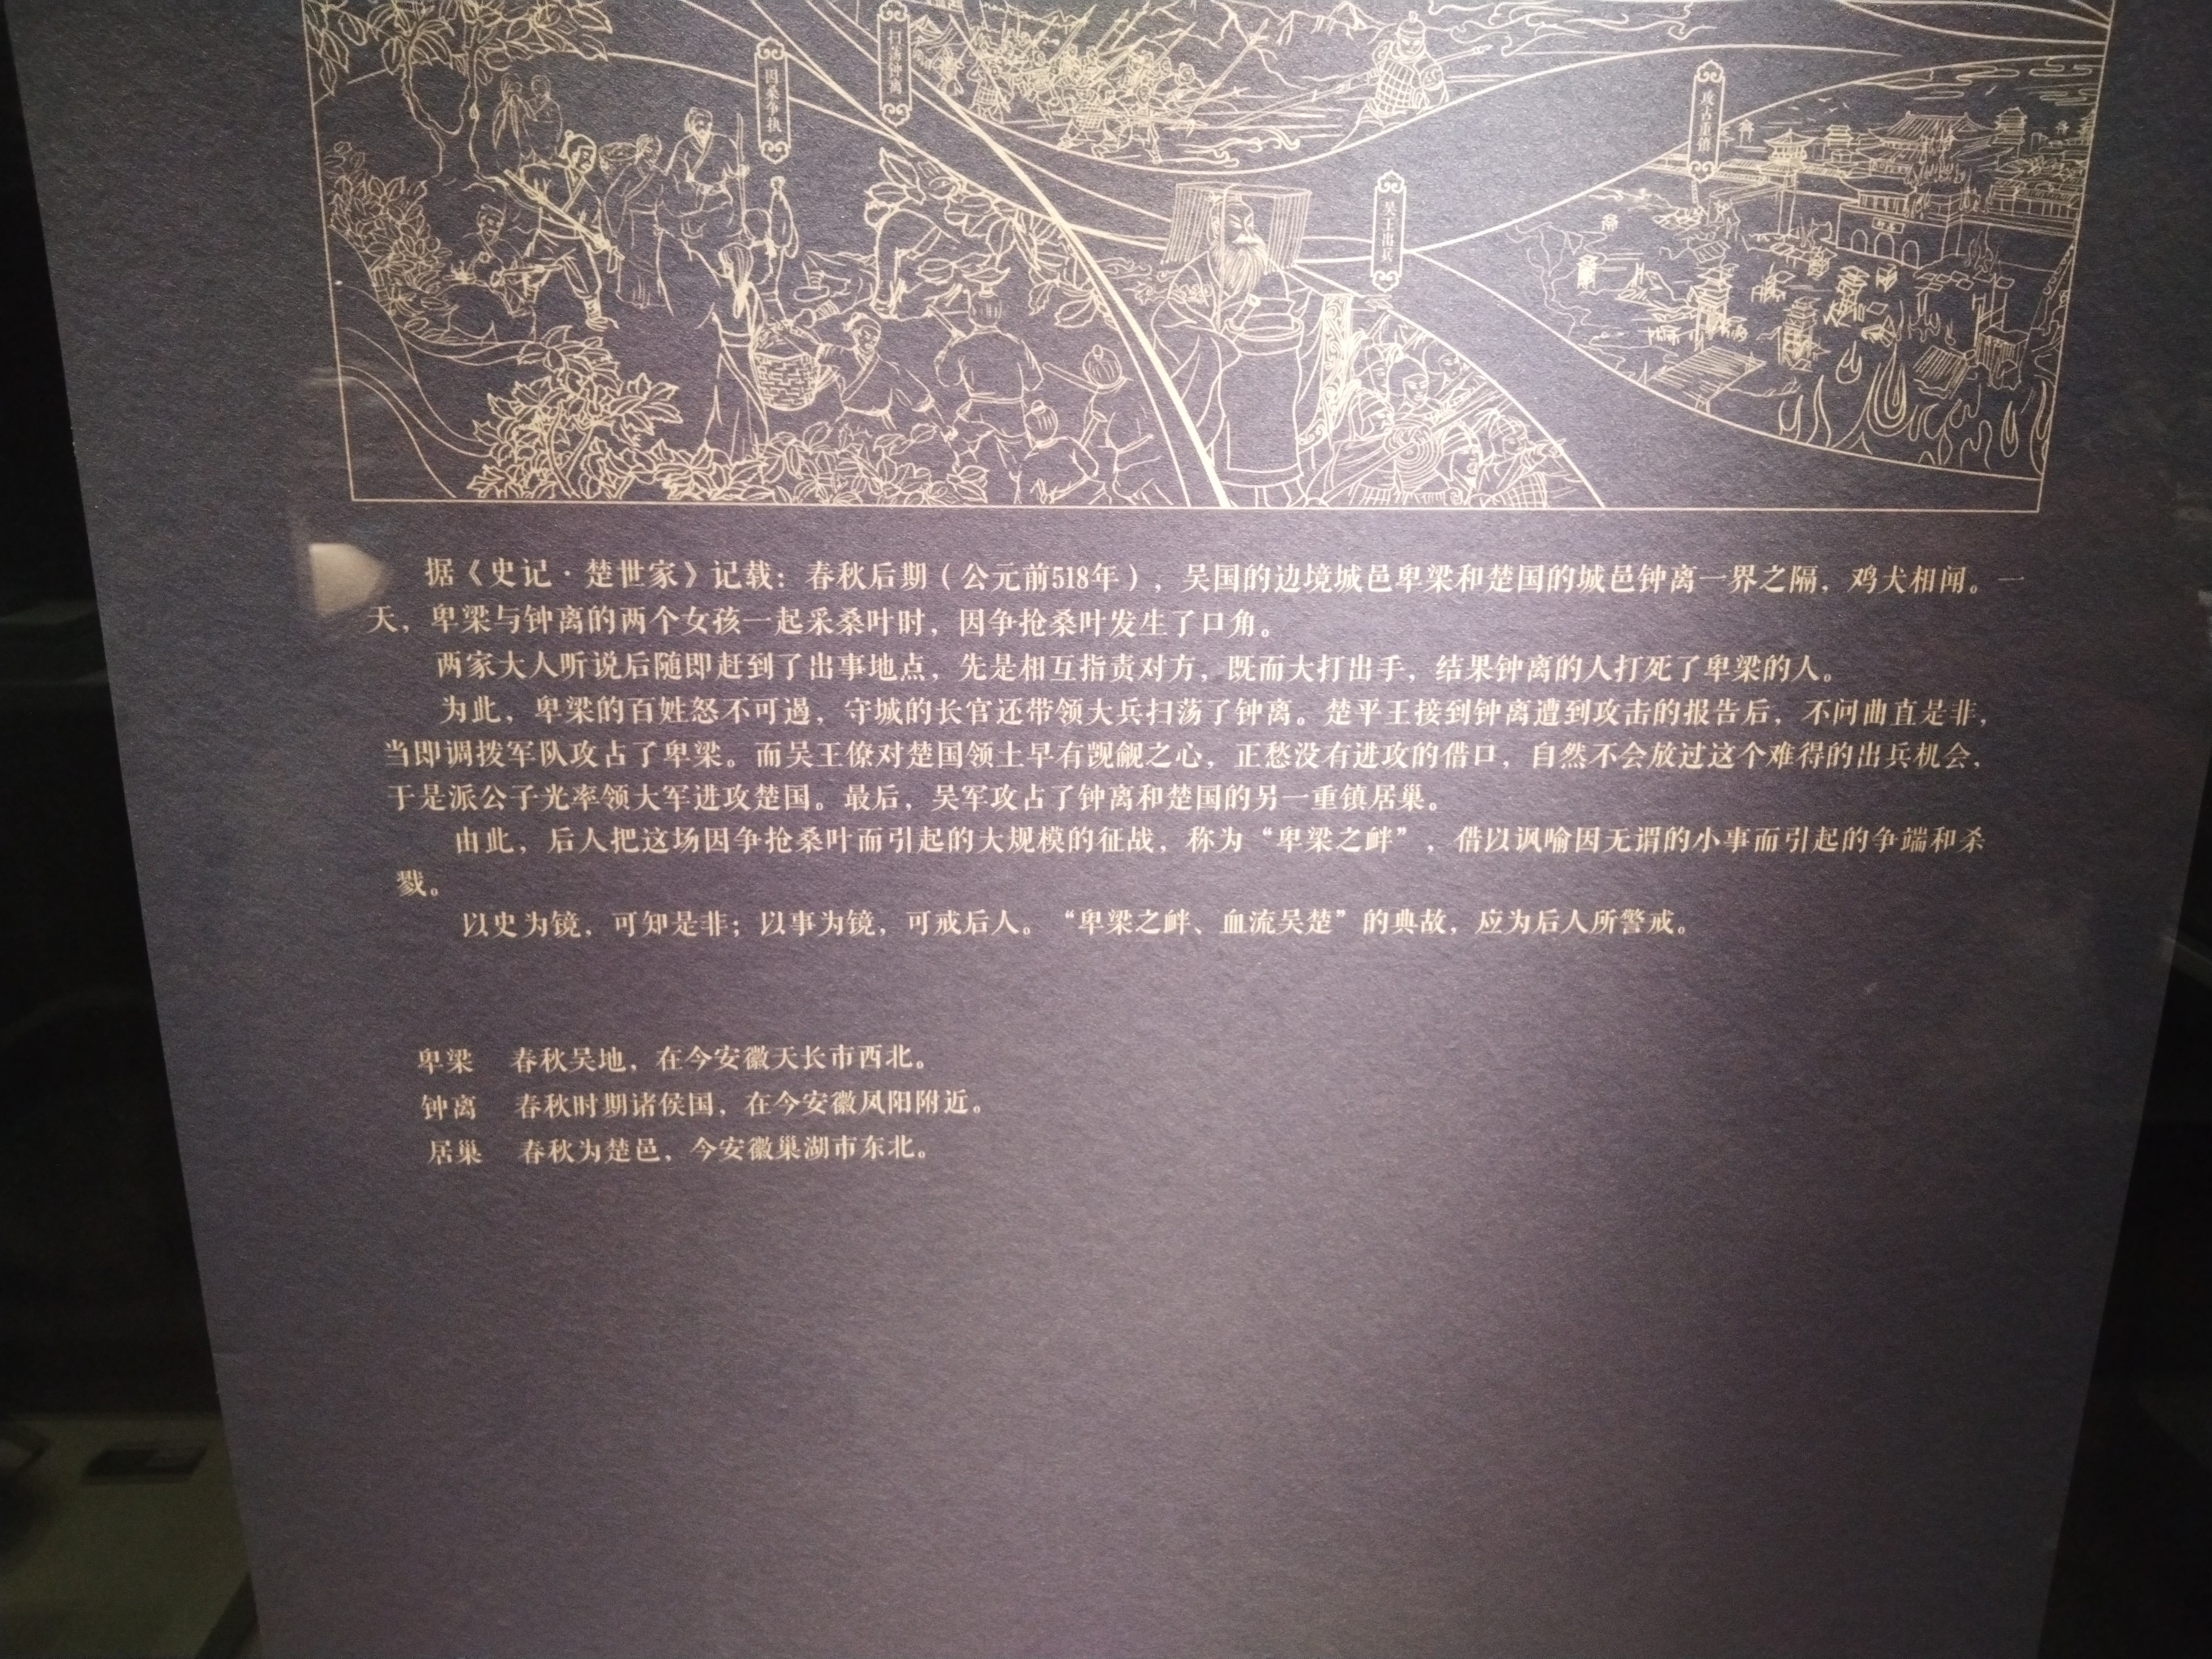 因桑争执
扫荡钟离
吴王出兵
攻占重镇
据《史记·楚世家》记载：春秋后期（公元前518年），吴国的边境城邑卑梁和楚国的城邑钟离一界之隔，鸡犬相闻。一
天，卑梁与钟离的两个女孩一起采桑叶时，因争抢桑叶发生了口角。
两家大人听说后随即赶到了出事地点，先是相互指责对方，既而大打出手，结果钟离的人打死了卑梁的人。
为此，卑梁的百姓怒不可遏，守城的长官还带领大兵扫荡了钟离。楚平王接到钟离遭到攻击的报告后，不问曲直是非，
当即调拨军队攻占了卑梁。而吴王僚对楚国领土早有觊觎之心，正愁没有进攻的借口，自然不会放过这个难得的出兵机会，
于是派公子光率领大军进攻楚国。最后，吴军攻占了钟离和楚国的另一重镇居巢。
由此，后人把这场因争抢桑叶而引起的大规模的征战，称为“卑梁之衅”，借以讽喻因无谓的小事而引起的争端和杀
戮。
以史为镜，可知是非；以事为镜，可戒后人。“卑梁之衅、血流吴楚”的典故，应为后人所警戒。
卑梁 春秋吴地，在今安徽天长市西北。
钟离 春秋时期诸侯国，在今安徽凤阳附近。
居巢 春秋为楚邑，今安徽巢湖市东北。